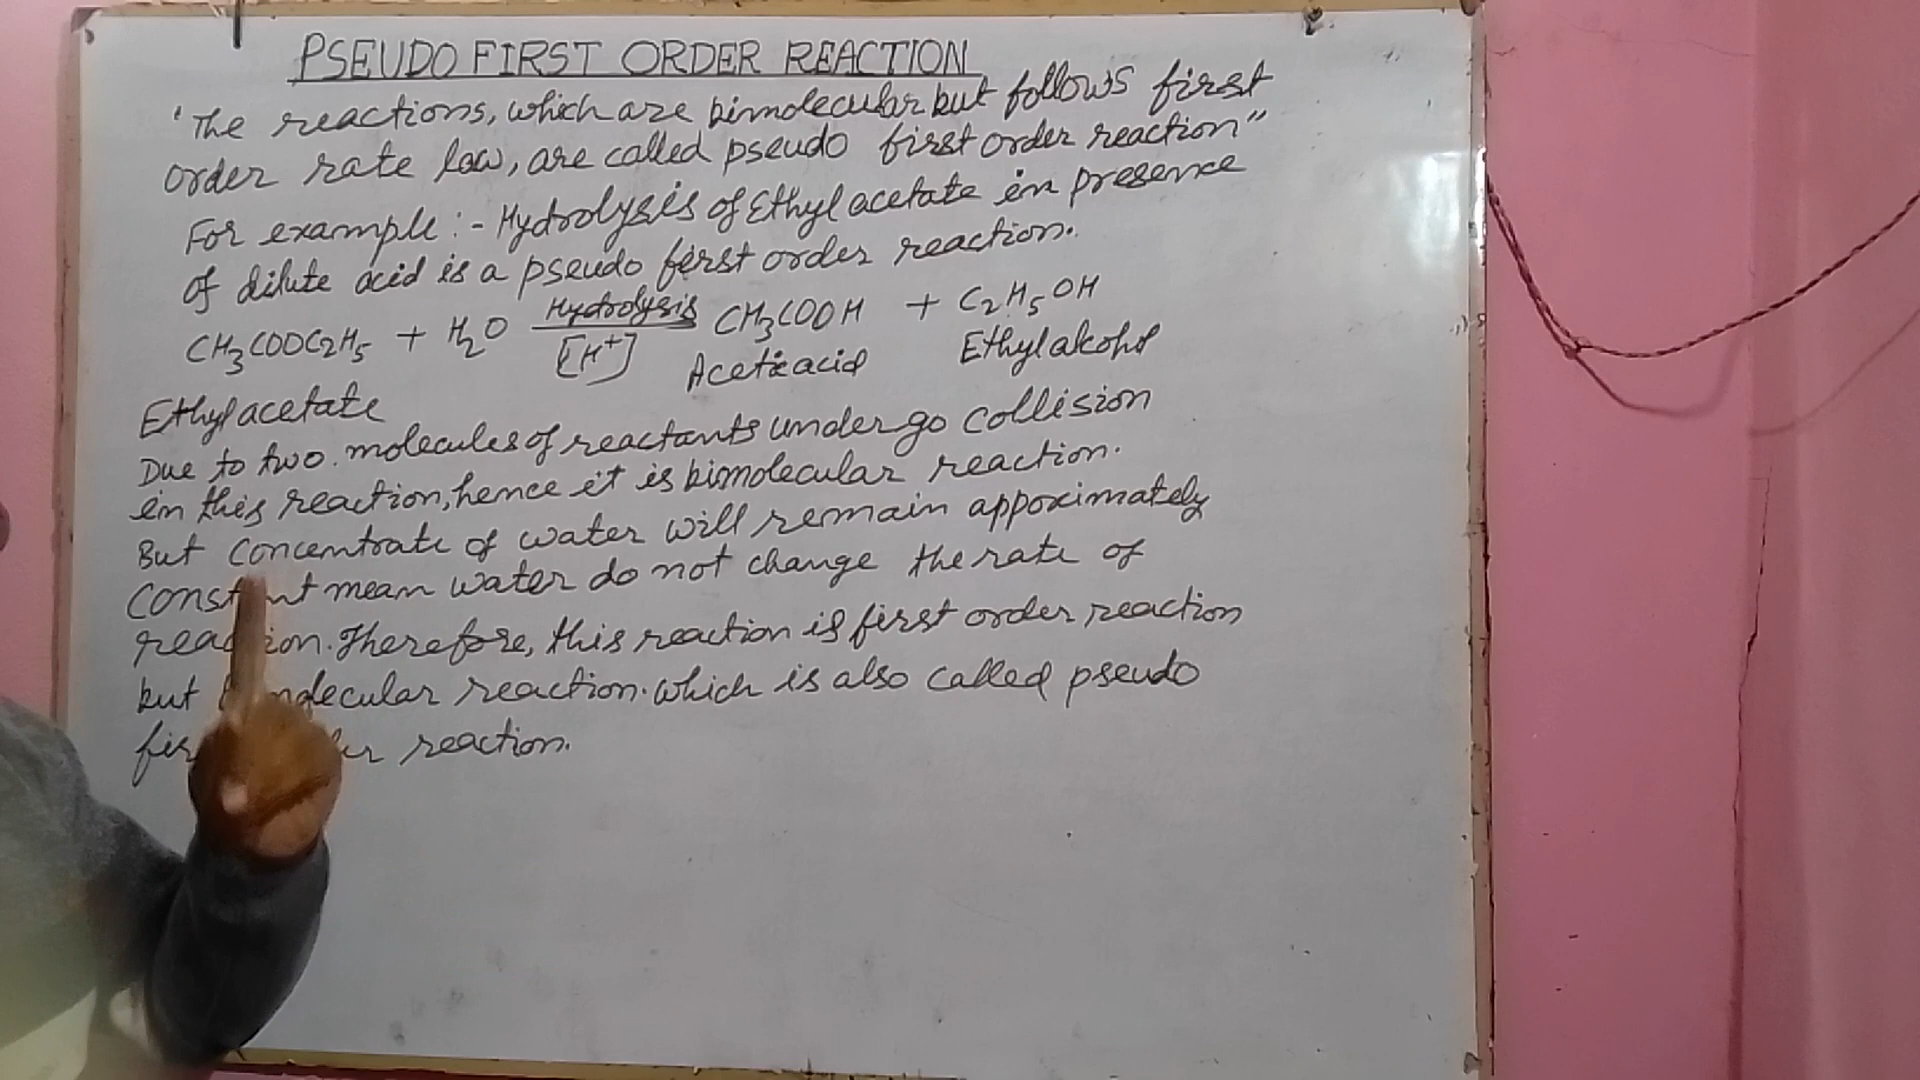 PSEUDO FIRST ORDER REACTION
"The reactions, which are bimolecular but follows first
order rate law, are called pseudo first order reaction"
For example:- Hydrolysis of Ethyl acetate in presence
of dilute acid is a pseudo first order reaction.
CH3COOC2H5 + H2O Hydrolysis [H+] CH3COOH + C2H5OH
Ethyl acetate Acetic acid Ethyl alcohol
Due to two molecules of reactants undergo collision
in this reaction, hence it is bimolecular reaction.
But concentrate of water will remain appoximately
constant mean water do not change the rate of
reaction. Therefore, this reaction is first order reaction
but molecular reaction. which is also called pseudo
reaction.